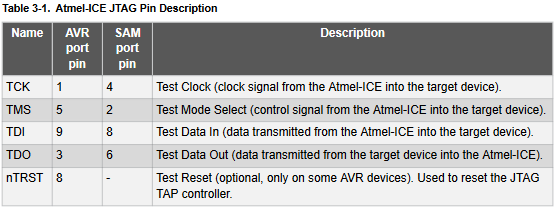 Table 3-1. Atmel-ICE JTAG Pin Description
Name AVR port pin SAM port pin Description
TCK 1 4 Test Clock (clock signal from the Atmel-ICE into the target device).
TMS 5 2 Test Mode Select (control signal from the Atmel-ICE into the target device).
TDI 9 8 Test Data In (data transmitted from the Atmel-ICE into the target device).
TDO 3 6 Test Data Out (data transmitted from the target device into the Atmel-ICE).
nTRST 8 - Test Reset (optional, only on some AVR devices). Used to reset the JTAG
TAP controller.